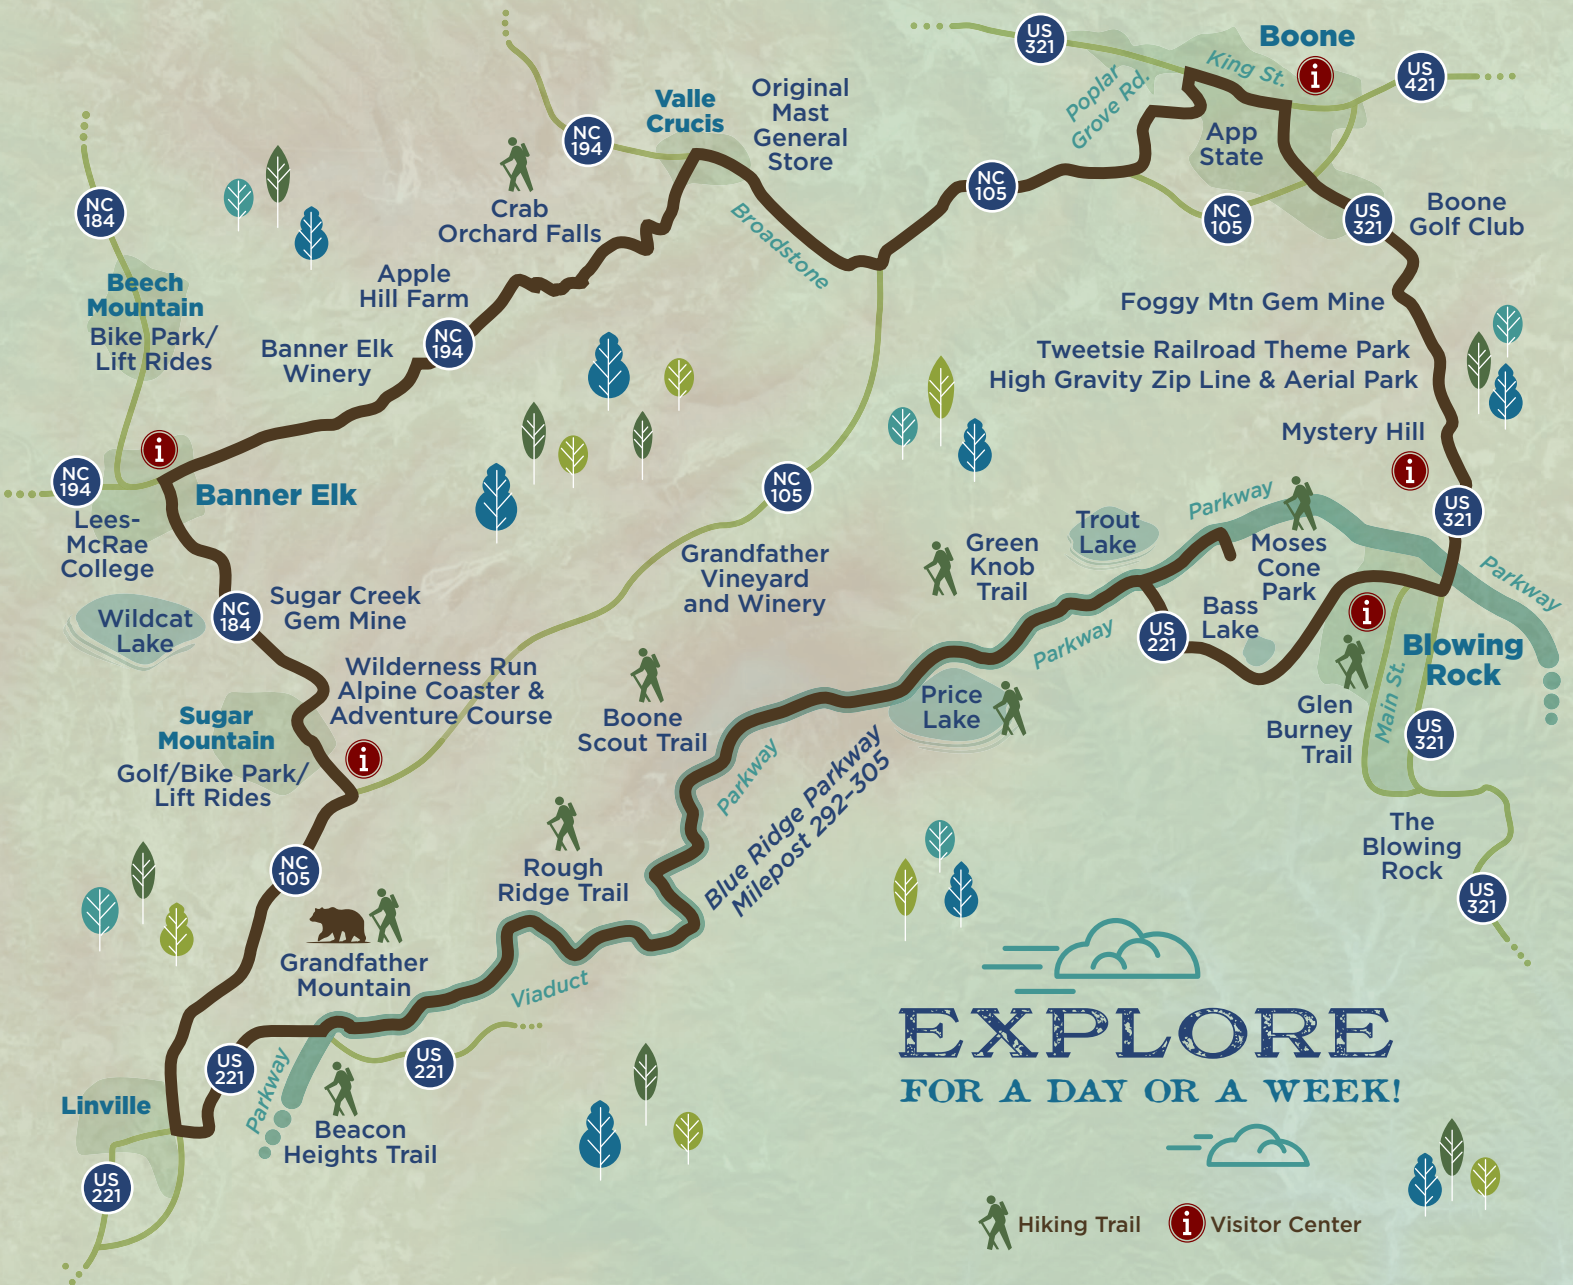 US
321
Boone
King St.
US
421
Poplar
Grove Rd.
App
State
Valle
Crucis
Original
Mast
General
Store
NC
194
NC
105
NC
105
US
321
Boone
Golf Club
NC
184
Crab
Orchard Falls
Broadstone
Beech
Mountain
Bike Park/
Lift Rides
Apple
Hill Farm
NC
194
Banner Elk
Winery
Foggy Mtn Gem Mine
Tweetsie Railroad Theme Park
High Gravity Zip Line & Aerial Park
Mystery Hill
NC
194
Banner Elk
Lees-
McRae
College
NC
105
Grandfather
Vineyard
and Winery
Green
Knob
Trail
Trout
Lake
Parkway
Moses
Cone
Park
US
321
Parkway
Wildcat
Lake
NC
184
Sugar Creek
Gem Mine
Wilderness Run
Alpine Coaster &
Adventure Course
Sugar
Mountain
Golf/Bike Park/
Lift Rides
Boone
Scout Trail
Parkway
US
221
Bass
Lake
Blowing
Rock
Price
Lake
Glen
Burney
Trail
Main St.
US
321
Parkway
Blue Ridge Parkway
Milepost 292-305
The
Blowing
Rock
US
321
NC
105
Rough
Ridge Trail
Grandfather
Mountain
Viaduct
US
221
US
221
Parkway
Linville
Beacon
Heights Trail
US
221
EXPLORE
FOR A DAY OR A WEEK!
Hiking Trail
Visitor Center